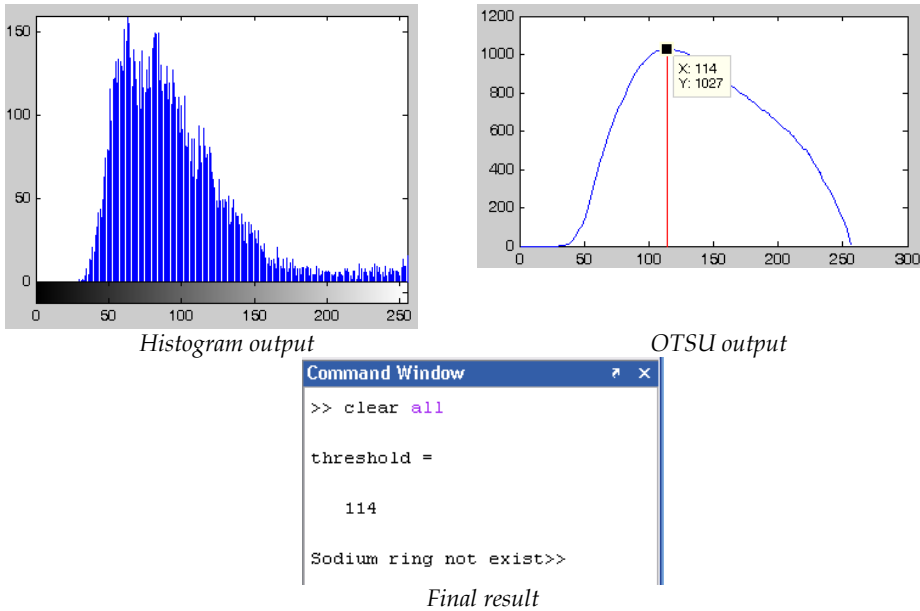 150
100
50
0
0 50 100 150 200 250
Histogram output
1200
1000
800
600
400
200
0
0 50 100 150 200 250 300
X: 114
Y: 1027
OTSU output
Command Window
>> clear all
threshold =
114
Sodium ring not exist>>
Final result